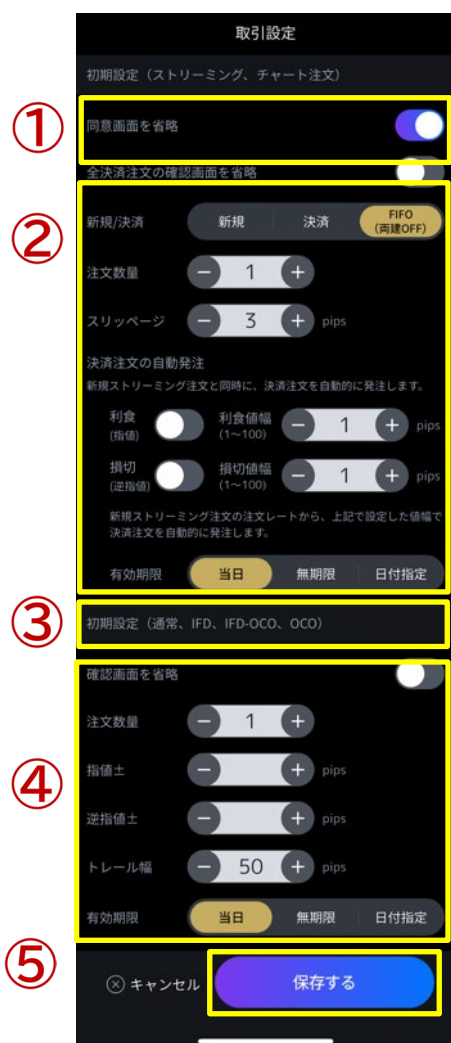 取引設定
初期設定（ストリーミング、チャート注文）
①
同意画面を省略
全決済注文の確認画面を省略
②
新規/決済 新規 決済 FIFO
(両建OFF)
注文数量 − 1 +
スリッページ − 3 + pips
決済注文の自動発注
新規ストリーミング注文と同時に、決済注文を自動的に発注します。
利食 利食値幅 − 1 + pips
(指値) (1〜100)
損切 損切値幅 − 1 + pips
(逆指値) (1〜100)
新規ストリーミング注文の注文レートから、上記で設定した値幅で
決済注文を自動的に発注します。
有効期限 当日 無期限 日付指定
③
初期設定（通常、IFD、IFD-OCO、OCO）
確認画面を省略
注文数量 − 1 +
④
指値± − + pips
逆指値± − + pips
トレール幅 − 50 + pips
有効期限 当日 無期限 日付指定
⑤
キャンセル 保存する